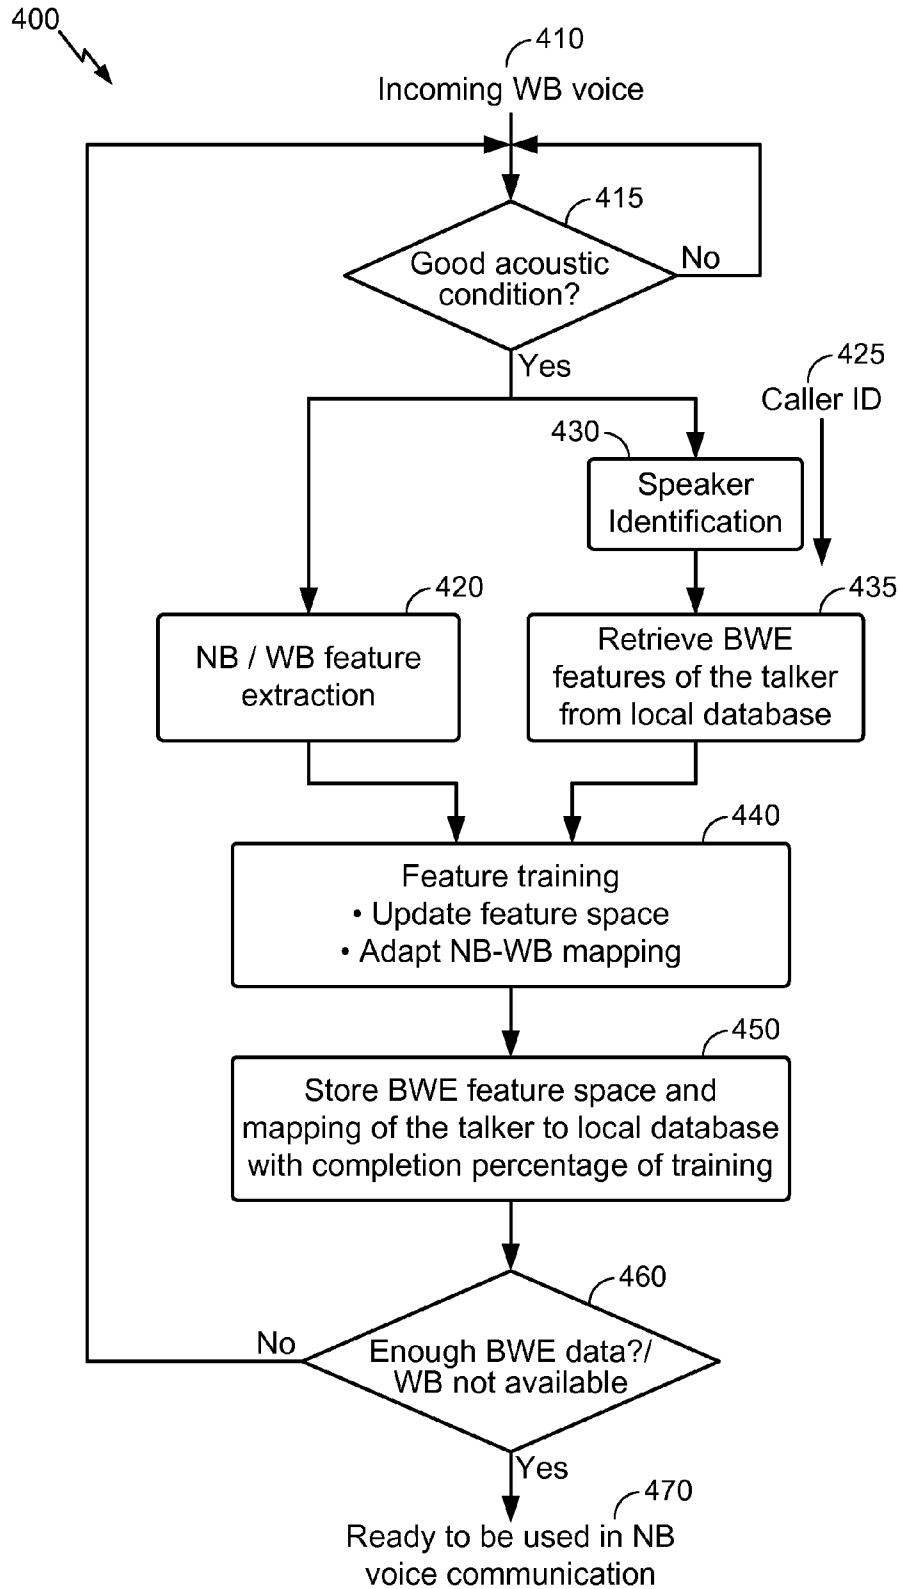 400
410
Incoming WB voice
415
Good acoustic
condition?
No
Yes
425
Caller ID
430
Speaker
Identification
420
NB / WB feature
extraction
435
Retrieve BWE
features of the talker
from local database
440
Feature training
• Update feature space
• Adapt NB-WB mapping
450
Store BWE feature space and
mapping of the talker to local database
with completion percentage of training
460
Enough BWE data?/
WB not available
No
Yes
470
Ready to be used in NB
voice communication